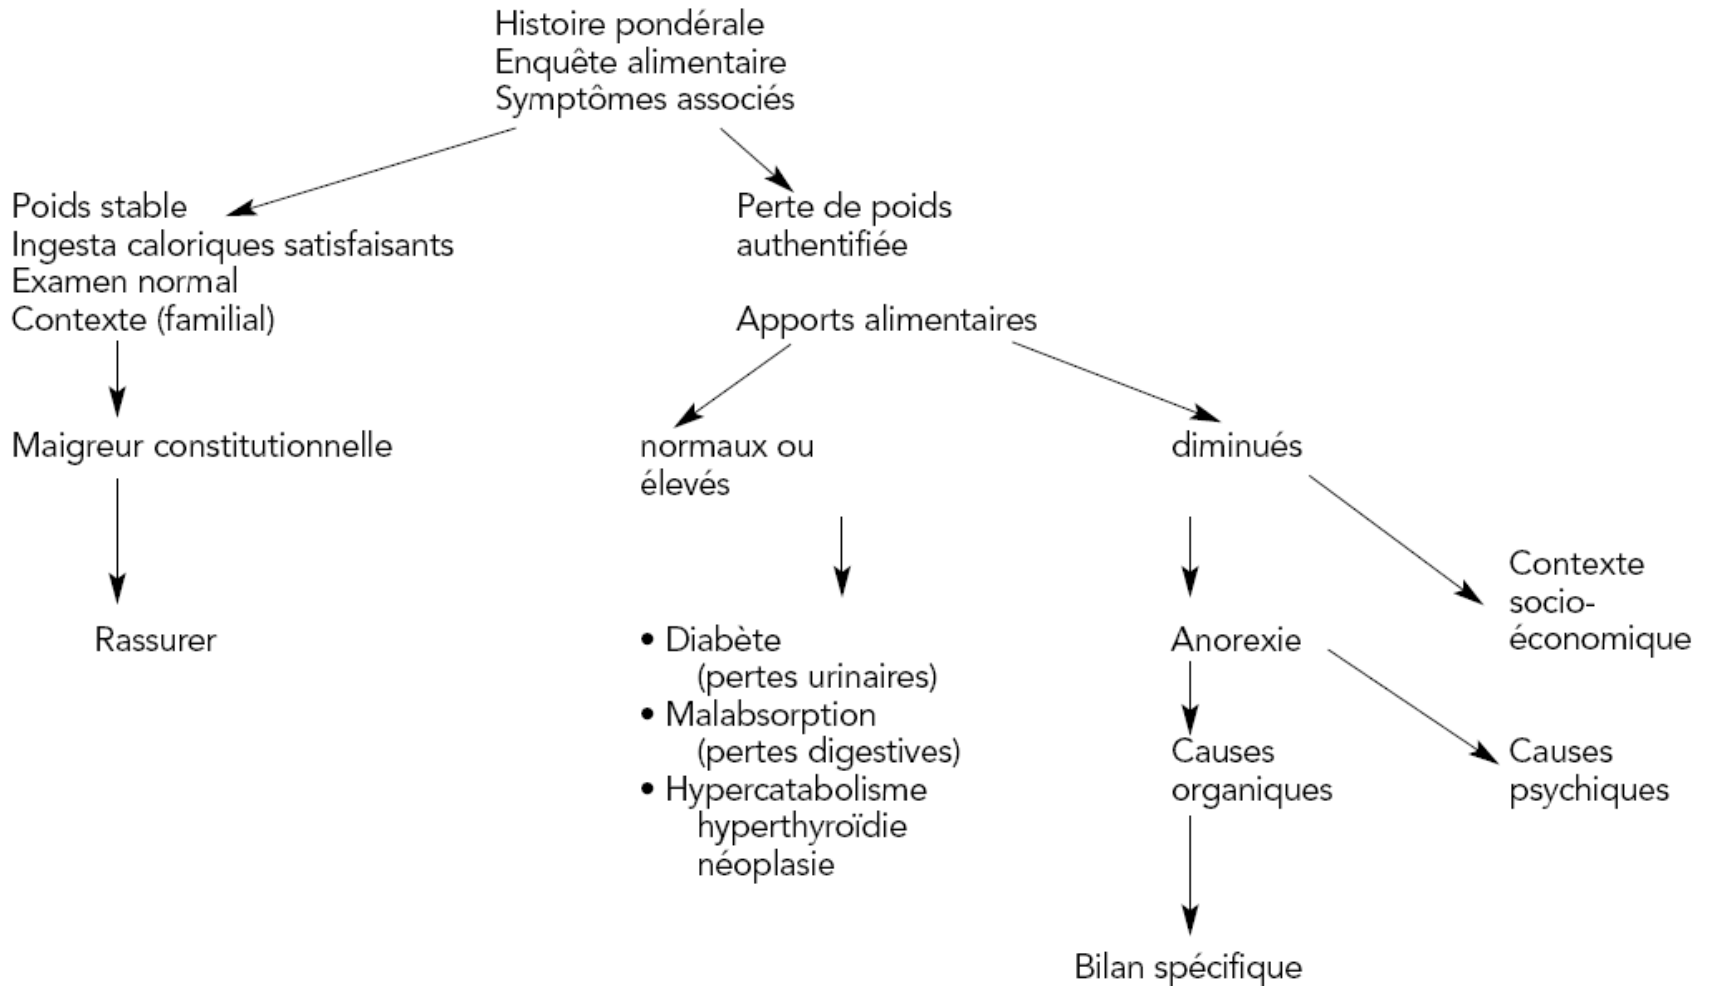 Histoire pondérale
Enquête alimentaire
Symptômes associés
Poids stable
Ingesta caloriques satisfaisants
Examen normal
Contexte (familial)
Perte de poids
authentifiée
Apports alimentaires
Maigreur constitutionnelle
normaux ou
élevés
diminués
Rassurer
• Diabète
(pertes urinaires)
• Malabsorption
(pertes digestives)
• Hypercatabolisme
hyperthyroïdie
néoplasie
Anorexie
Contexte
socio-
économique
Causes
organiques
Causes
psychiques
Bilan spécifique